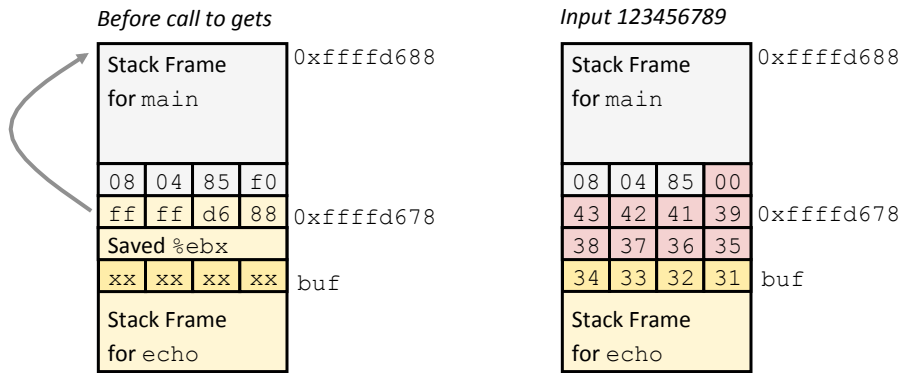 Before call to gets
Input 123456789
Stack Frame
for main
0xffffd688
08 04 85 f0
ff ff d6 88
0xffffd678
Saved %ebx
xx xx xx xx
buf
Stack Frame
for echo
Stack Frame
for main
0xffffd688
08 04 85 00
43 42 41 39
0xffffd678
38 37 36 35
34 33 32 31
buf
Stack Frame
for echo